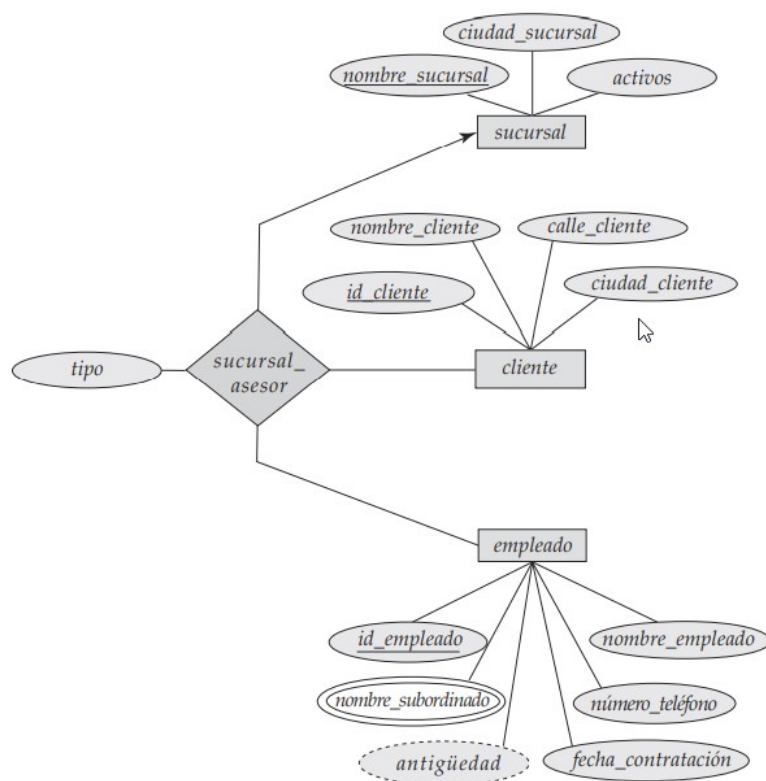 ciudad_sucursal
nombre_sucursal
activos
sucursal
nombre_cliente
calle_cliente
id_cliente
ciudad_cliente
tipo
sucursal_
asesor
cliente
empleado
id_empleado
nombre_empleado
nombre_subordinado
número_teléfono
antigüedad
fecha_contratación